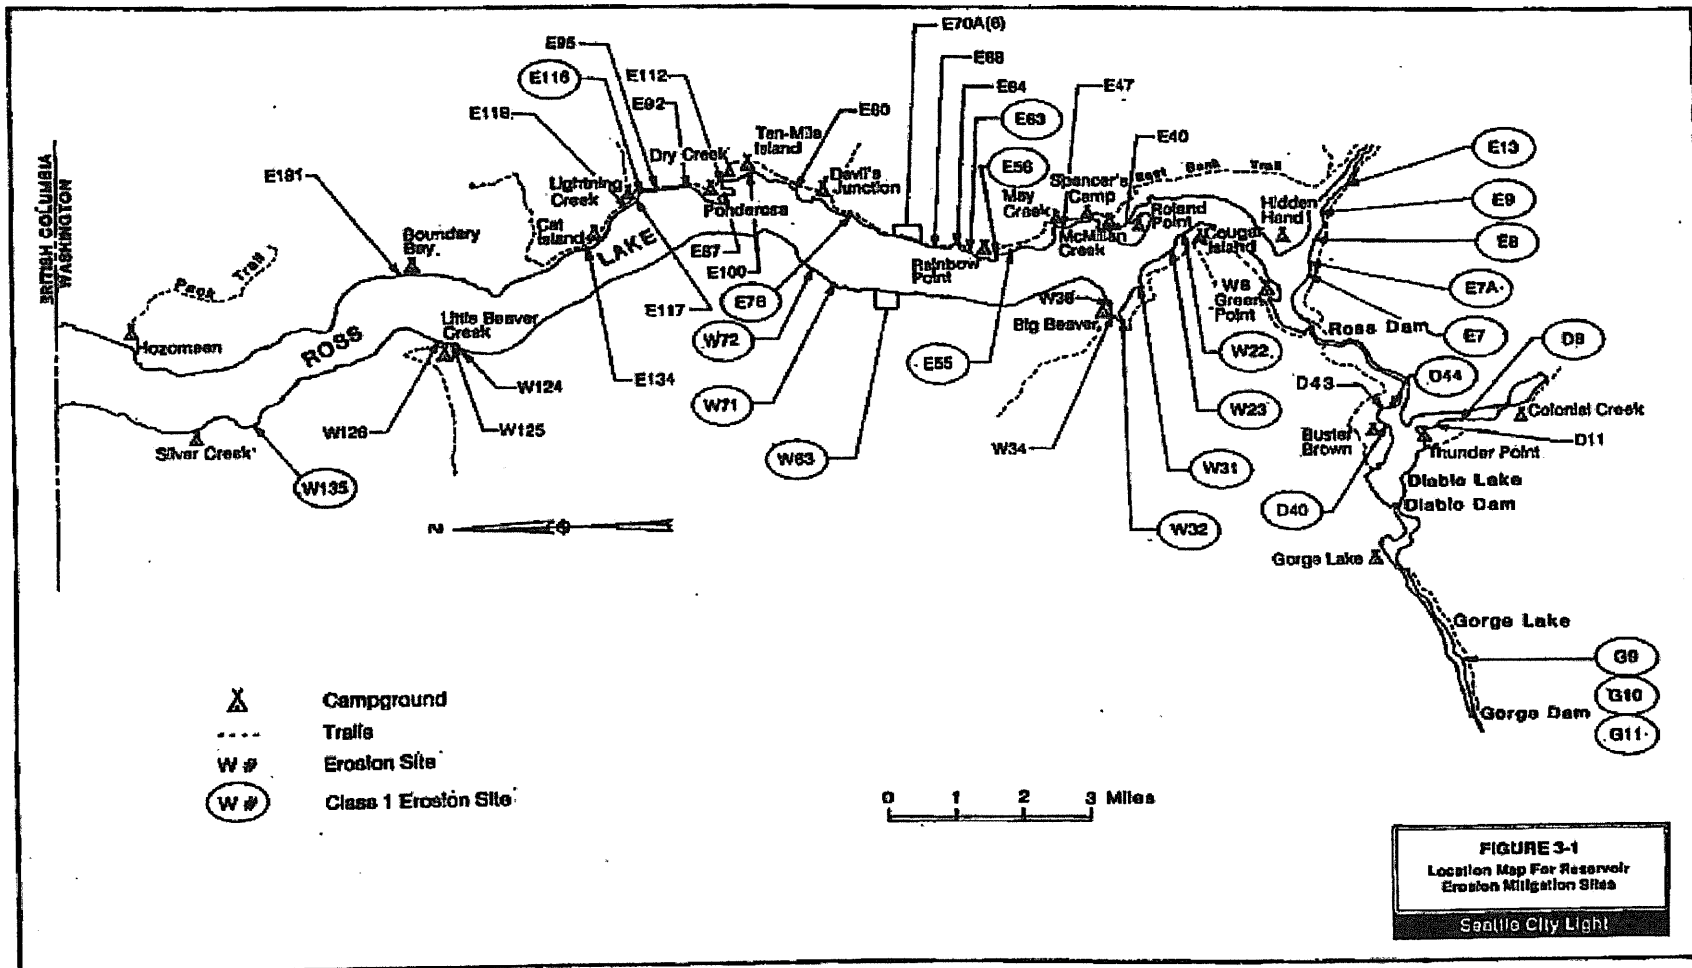 E70A(6)
E95
E68
E116
E112
E92
E118
E84
E47
E80
E63
E40
E13
BRITISH COLUMBIA
WASHINGTON
Ten-Mile
Island
Dry Creek
E56
East Bank Trail
E181
Lightning
Creek
Devil's
Junction
May
Creek
Spencer's
Camp
Hidden
Hand
E9
Ponderosa
Roland
Point
Cat
Island
LAKE
McMillan
Creek
Cougar
Island
E8
Boundary
Bay
E87
E100
Rainbow
Point
Pack Trail
E117
E78
W35
W8
Green
Point
E7A
Little Beaver
Creek
Big Beaver
Ross Dam
E7
Hozomeen
ROSS
W72
E55
W22
D9
W124
E134
D43
D44
W71
W23
Colonial Creek
W126
W125
W34
Buster
Brown
D11
Silver Creek
W63
Thunder Point
W31
Diablo Lake
W135
D40
Diablo Dam
N
W32
Gorge Lake
Gorge Lake
G9
Campground
G10
Gorge Dam
Trails
G11
W #
Erosion Site
W #
Class 1 Erosion Site
0 1 2 3 Miles
FIGURE 3-1
Location Map For Reservoir
Erosion Mitigation Sites
Seattle City Light